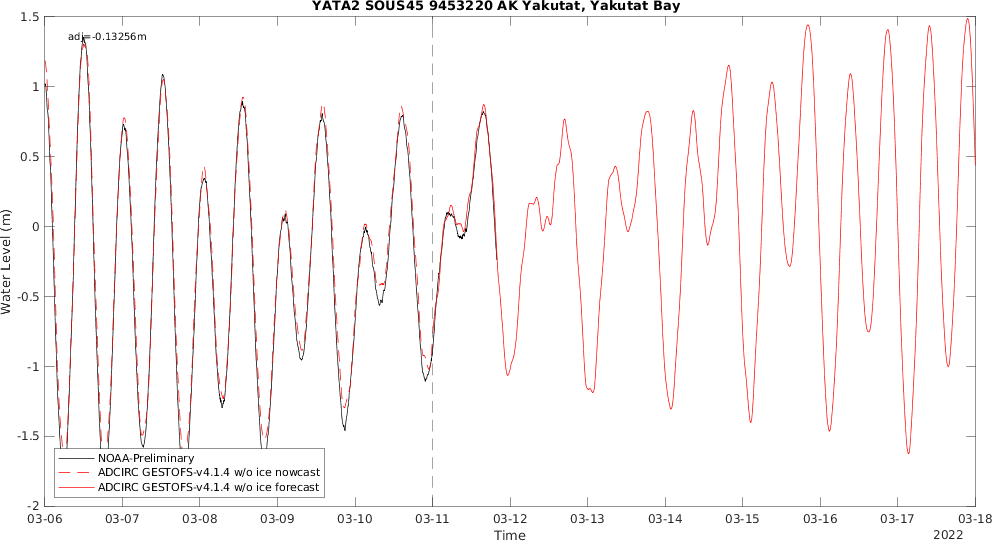 YATA2 SOUS45 9453220 AK Yakutat, Yakutat Bay
adj=-0.13256m
1.5
1
0.5
0
-0.5
-1
-1.5
-2
Water Level (m)
NOAA-Preliminary
ADCIRC GESTOFS-v4.1.4 w/o ice nowcast
ADCIRC GESTOFS-v4.1.4 w/o ice forecast
03-06 03-07 03-08 03-09 03-10 03-11 03-12 03-13 03-14 03-15 03-16 03-17 03-18
Time
2022